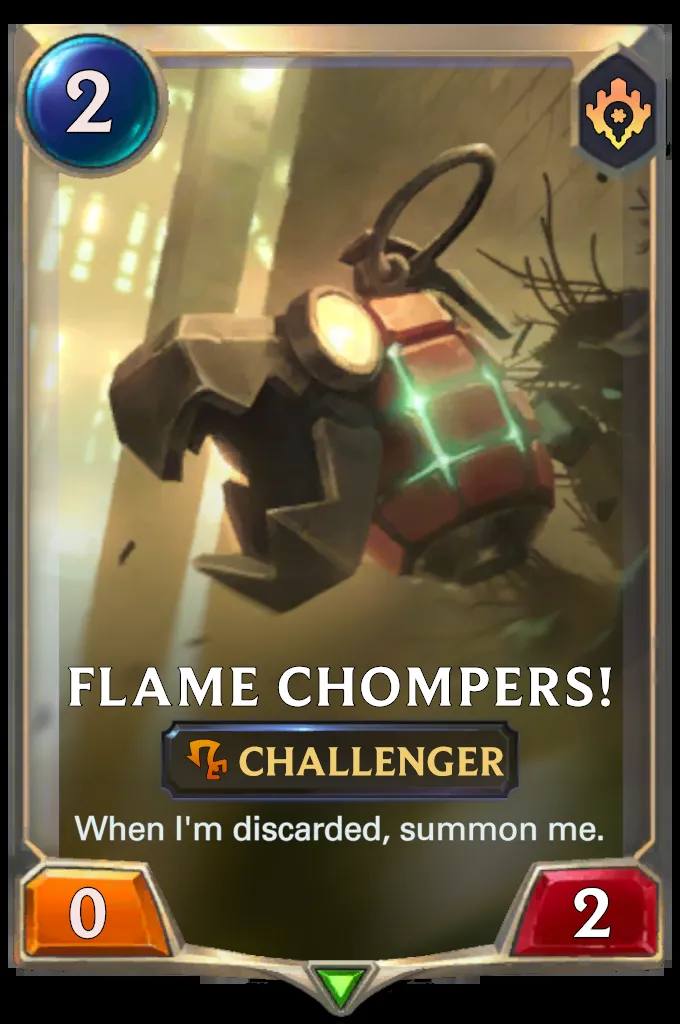 2
FLAME CHOMPERS!
CHALLENGER
When I'm discarded, summon me.
0
2